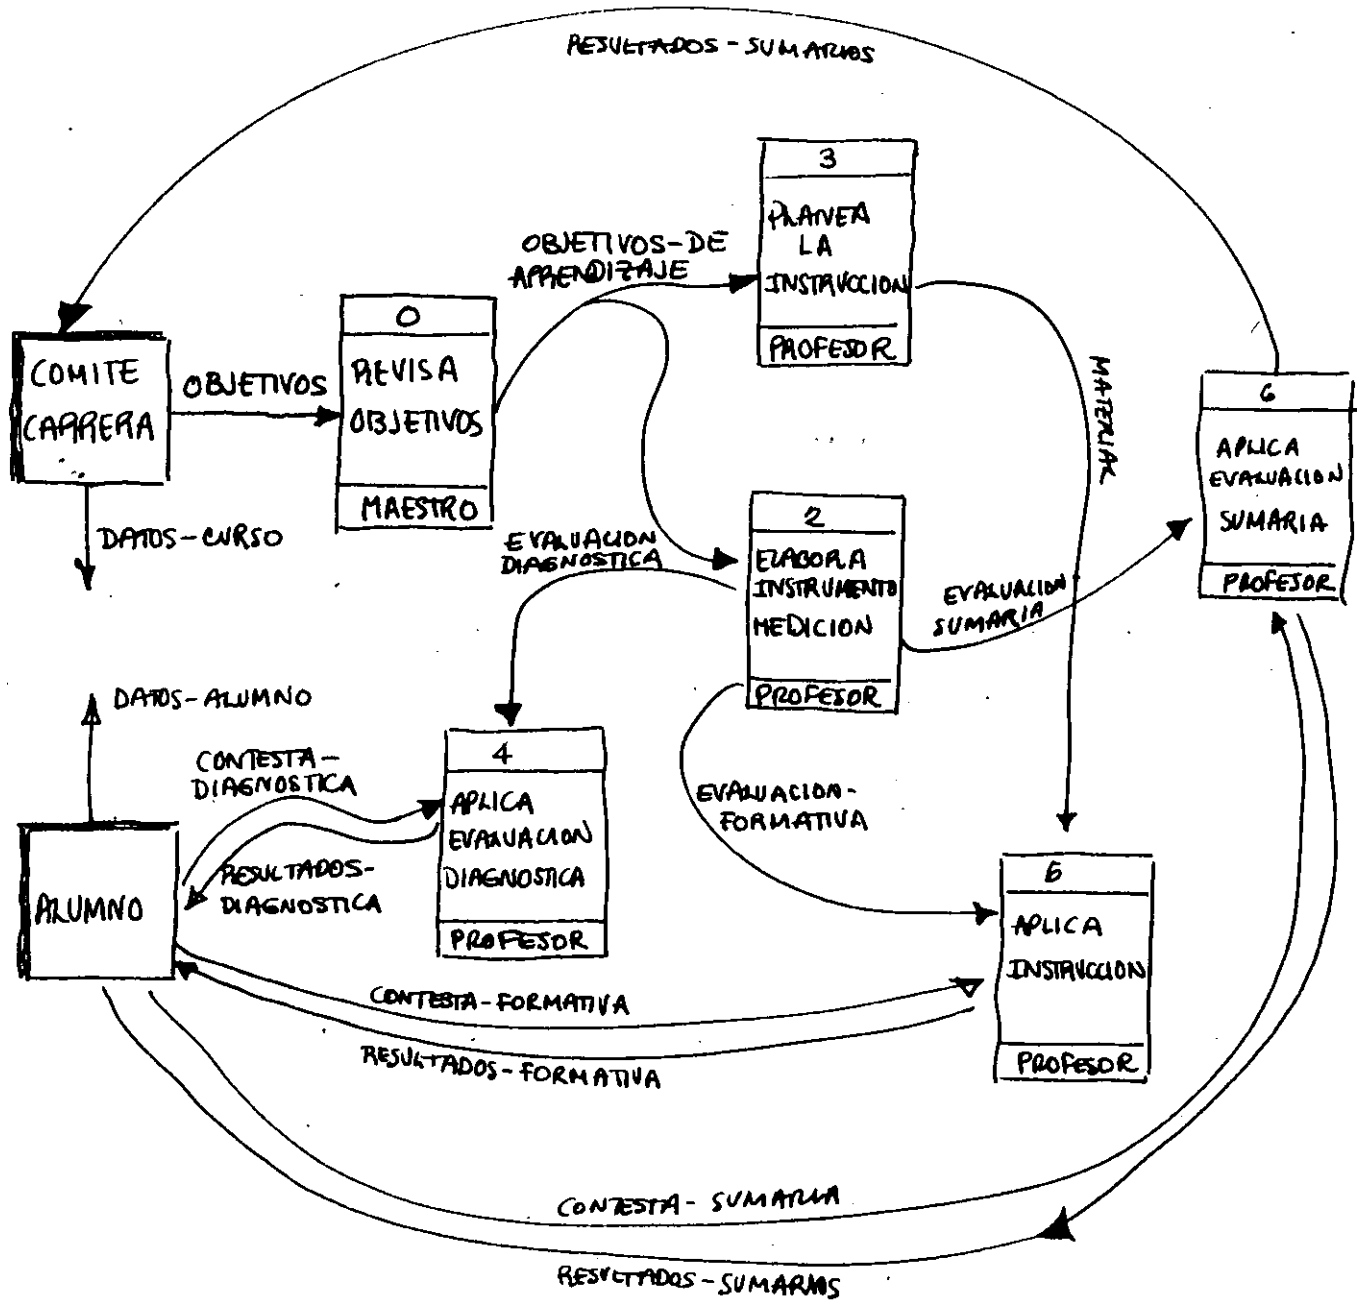 RESULTADOS-SUMARIOS
3
PLANEA
LA
INSTRUCCION
PROFESOR
OBJETIVOS-DE
APRENDIZAJE
0
REVISA
OBJETIVOS
MAESTRO
COMITE
CARRERA
OBJETIVOS
DATOS-CURSO
MATERIAL
6
APLICA
EVALUACION
SUMARIA
PROFESOR
2
ELABORA
INSTRUMENTO
MEDICION
PROFESOR
EVALUACION
DIAGNOSTICA
EVALUACION
SUMARIA
DATOS-ALUMNO
CONTESTA-
DIAGNOSTICA
4
APLICA
EVALUACION
DIAGNOSTICA
PROFESOR
EVALUACION-
FORMATIVA
RESULTADOS-
DIAGNOSTICA
ALUMNO
5
APLICA
INSTRUCCION
PROFESOR
CONTESTA-FORMATIVA
RESULTADOS-FORMATIVA
CONTESTA-SUMARIA
RESULTADOS-SUMARIOS